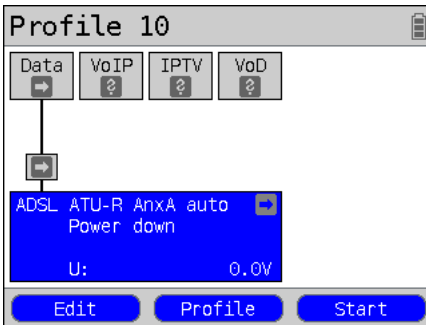 Profile 10
Data VoIP IPTV VoD
? ? ?
ADSL ATU-R AnxA auto
Power down
U: 0.0V
Edit Profile Start